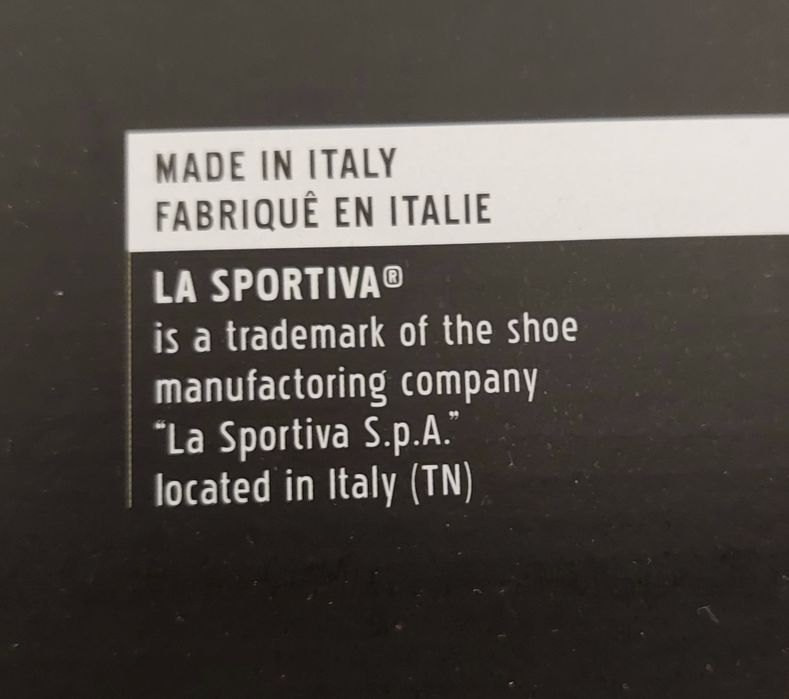 MADE IN ITALY
FABRIQUÊ EN ITALIE
LA SPORTIVA®
is a trademark of the shoe
manufactoring company
“La Sportiva S.p.A.”
located in Italy (TN)